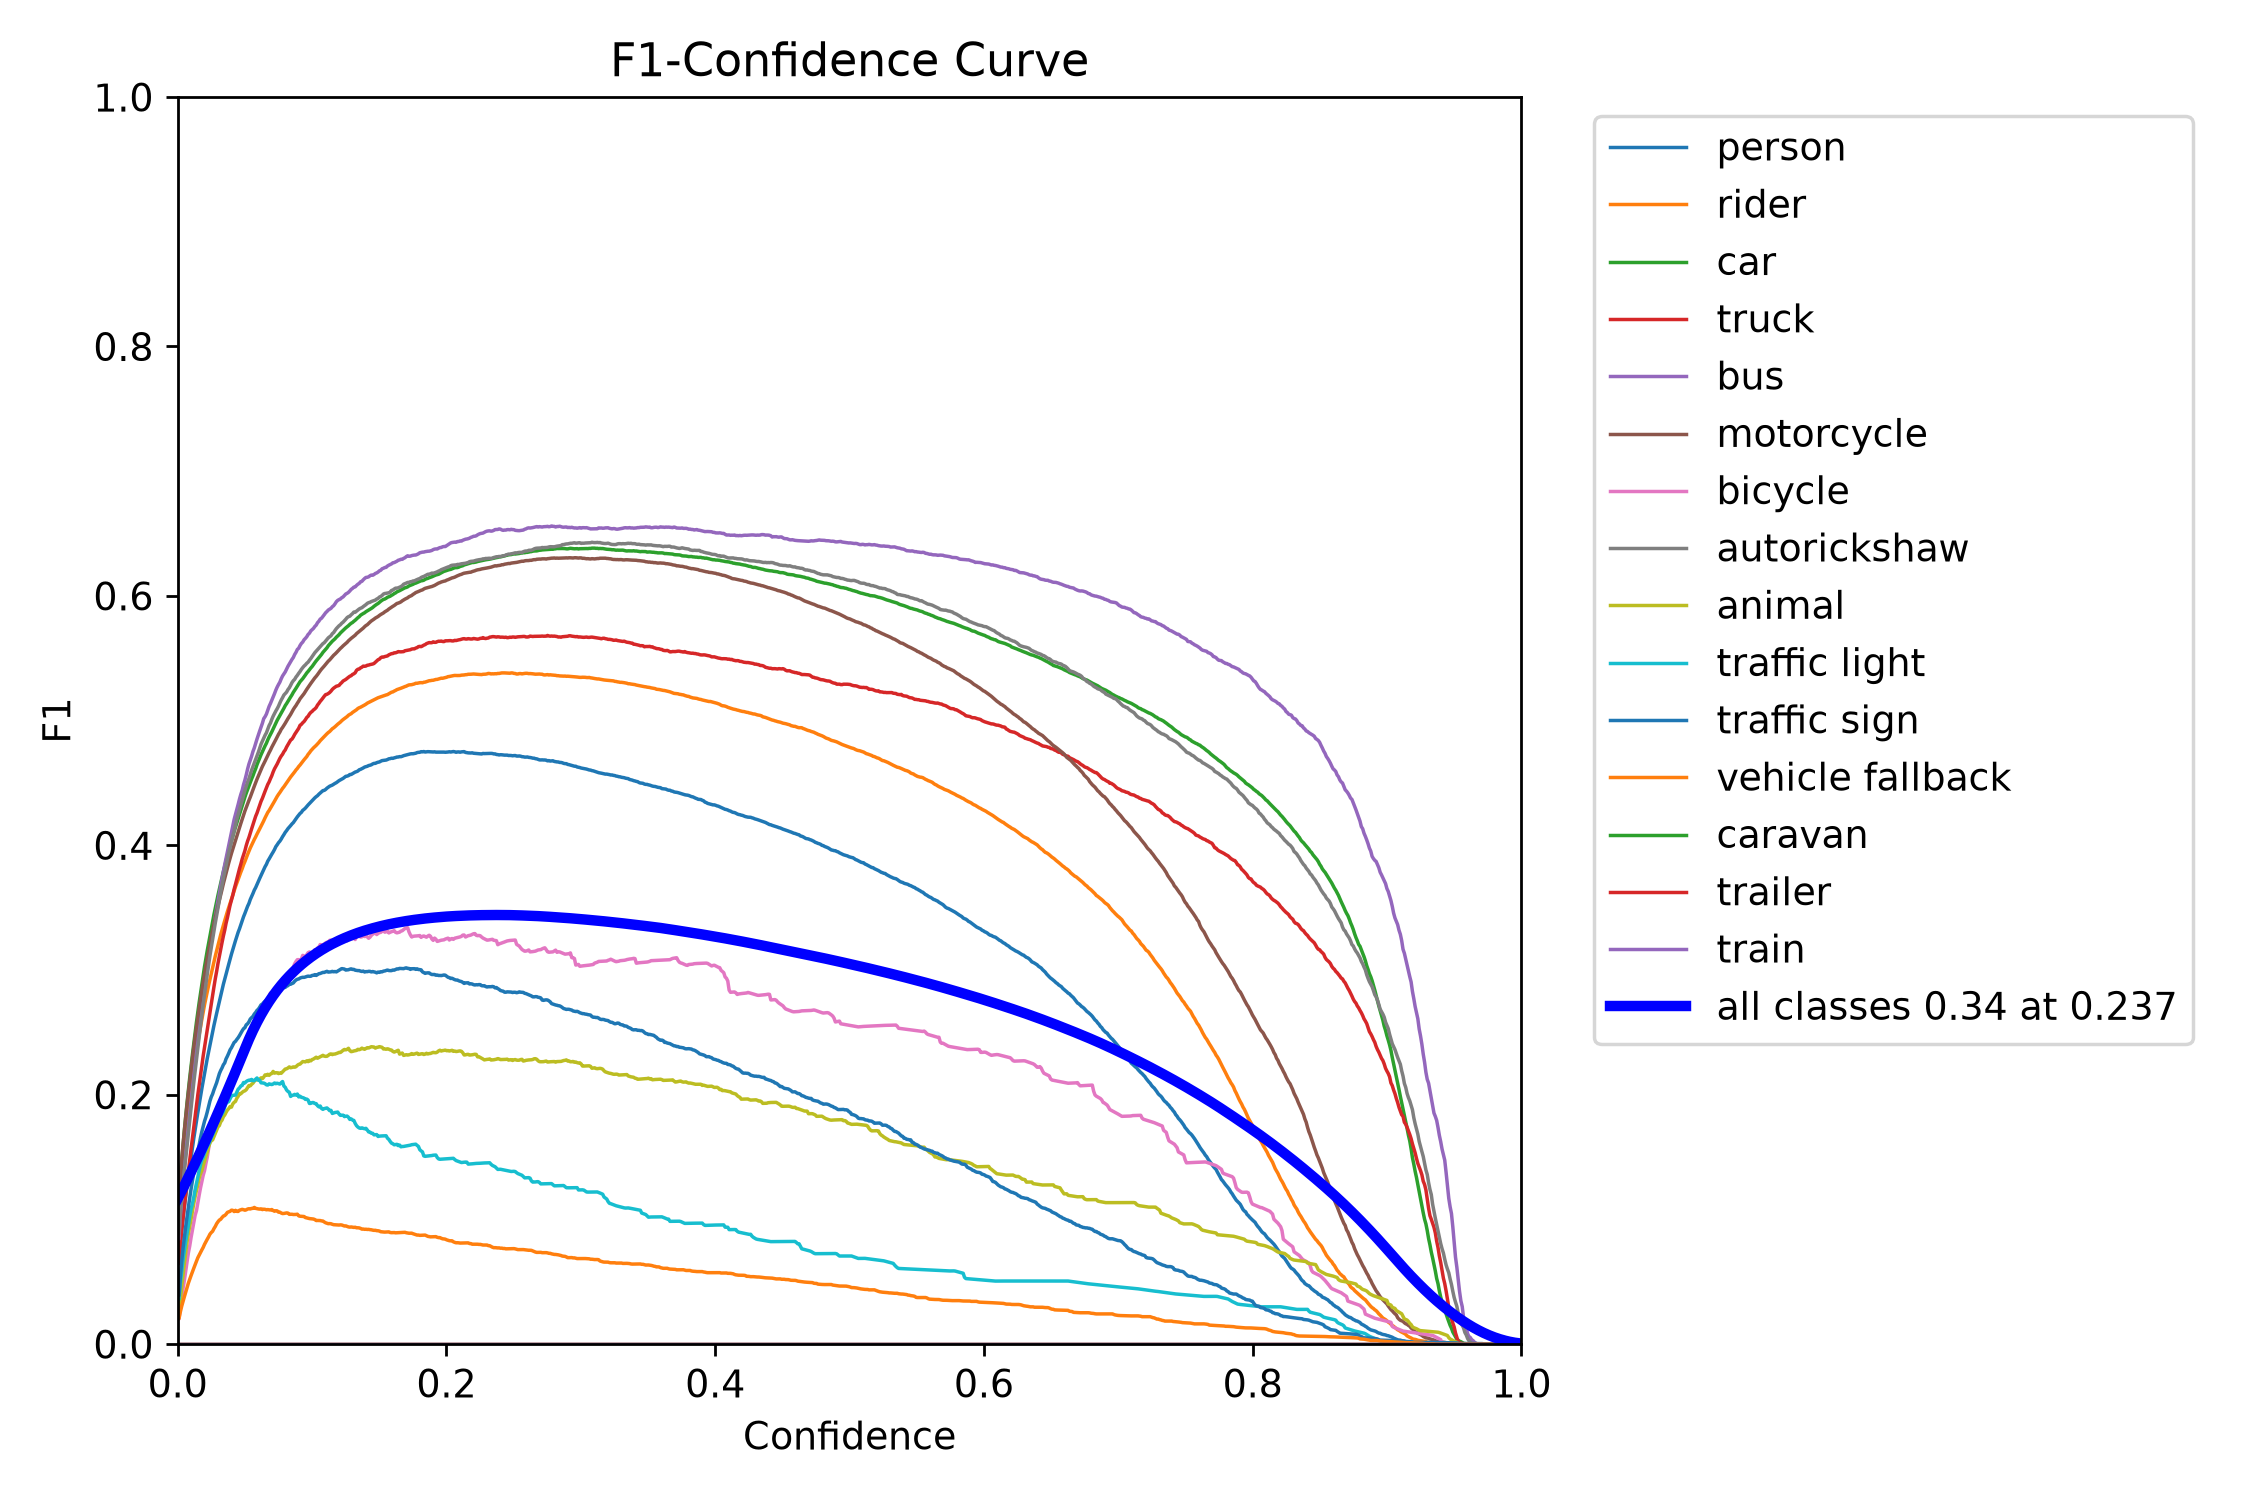 F1-Confidence Curve
1.0
0.8
0.6
0.4
0.2
0.0
F1
0.0 0.2 0.4 0.6 0.8 1.0
Confidence
person
rider
car
truck
bus
motorcycle
bicycle
autorickshaw
animal
traffic light
traffic sign
vehicle fallback
caravan
trailer
train
all classes 0.34 at 0.237